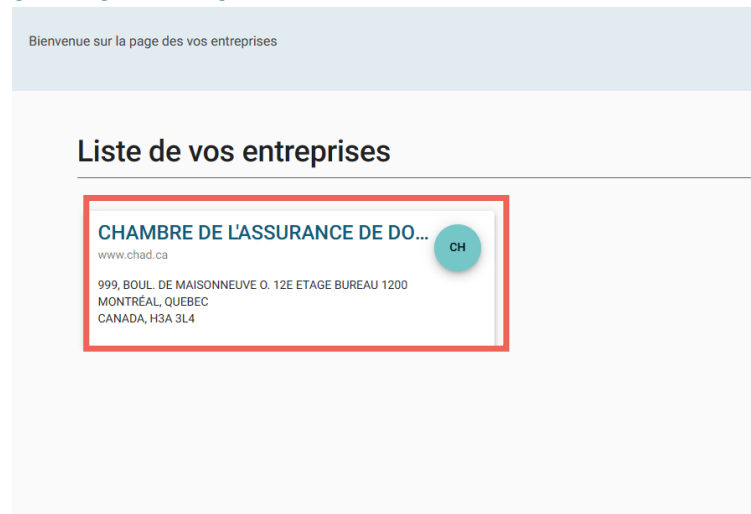 Bienvenue sur la page des vos entreprises
Liste de vos entreprises
CHAMBRE DE L'ASSURANCE DE DO...
CH
www.chad.ca
999, BOUL. DE MAISONNEUVE O. 12E ETAGE BUREAU 1200
MONTRÉAL, QUEBEC
CANADA, H3A 3L4